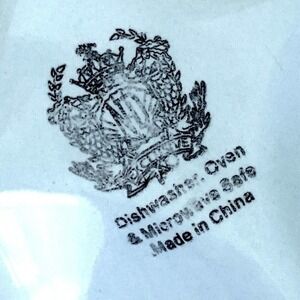 Dishwasher, Oven
& Microwave Safe
Made in China